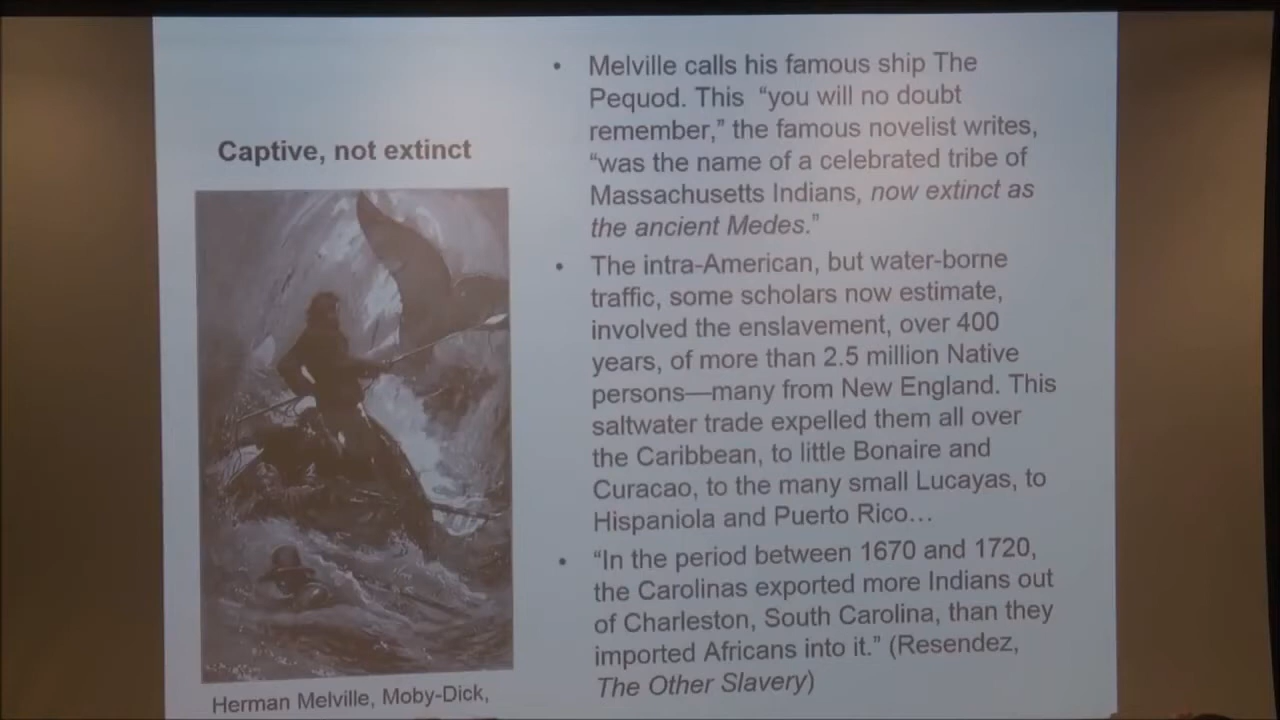 Captive, not extinct
Herman Melville, Moby-Dick,
• Melville calls his famous ship The
Pequod. This “you will no doubt
remember,” the famous novelist writes,
“was the name of a celebrated tribe of
Massachusetts Indians, now extinct as
the ancient Medes.”
• The intra-American, but water-borne
traffic, some scholars now estimate,
involved the enslavement, over 400
years, of more than 2.5 million Native
persons—many from New England. This
saltwater trade expelled them all over
the Caribbean, to little Bonaire and
Curacao, to the many small Lucayas, to
Hispaniola and Puerto Rico…
• “In the period between 1670 and 1720,
the Carolinas exported more Indians out
of Charleston, South Carolina, than they
imported Africans into it.” (Resendez,
The Other Slavery)